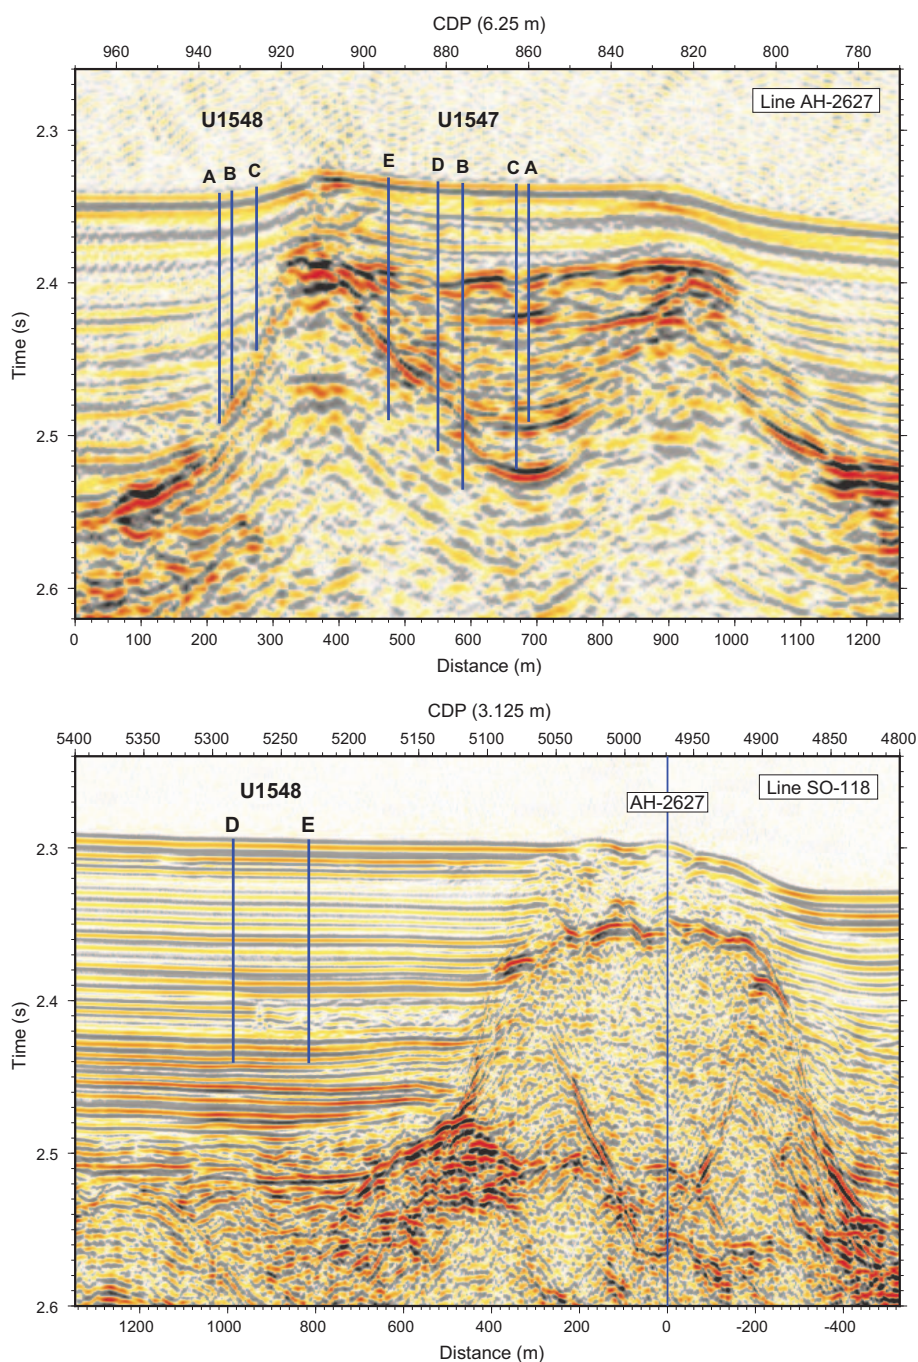 CDP (6.25 m)
960 940 920 900 880 860 840 820 800 780
Line AH-2627
U1548 U1547
A B C E D B C A
Time (s)
2.3
2.4
2.5
2.6
0 100 200 300 400 500 600 700 800 900 1000 1100 1200
Distance (m)
CDP (3.125 m)
5400 5350 5300 5250 5200 5150 5100 5050 5000 4950 4900 4850 4800
U1548
Line SO-118
AH-2627
D E
Time (s)
2.3
2.4
2.5
2.6
1200 1000 800 600 400 200 0 -200 -400
Distance (m)